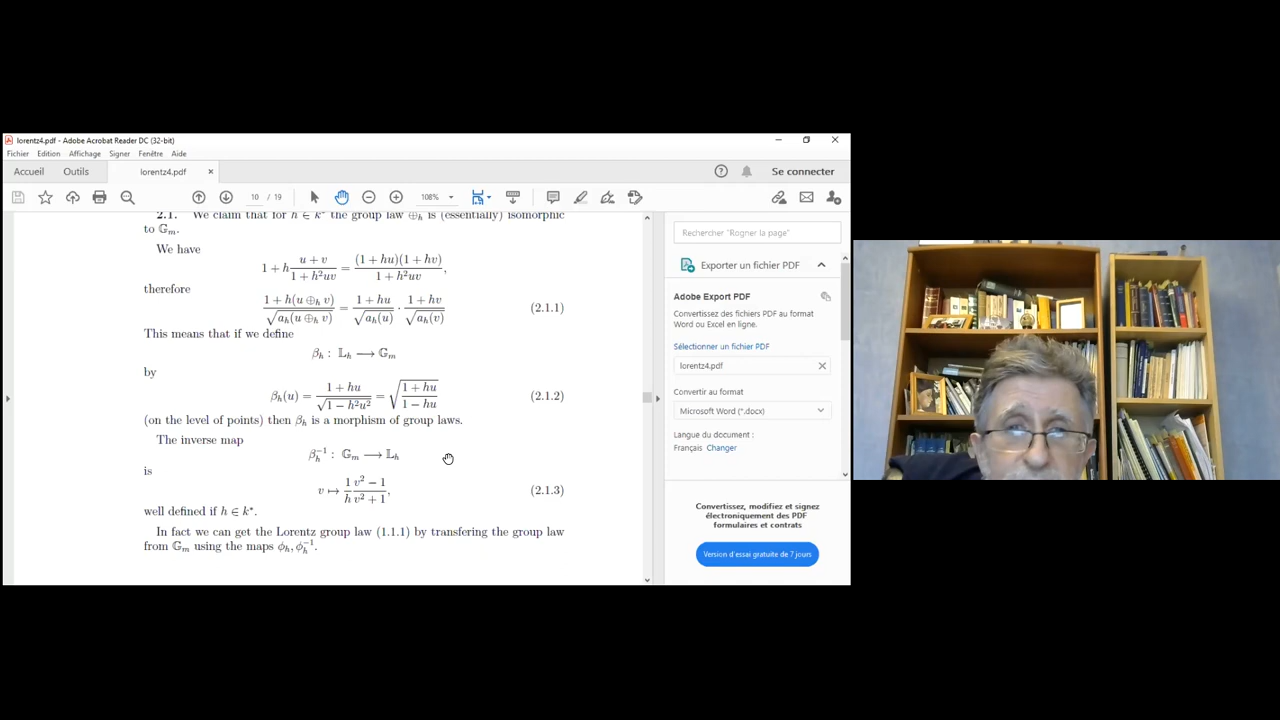 lorentz4.pdf - Adobe Acrobat Reader DC (32-bit)
Fichier Edition Affichage Signer Fenêtre Aide
Accueil Outils lorentz4.pdf × Se connecter
10 / 19 108%
2.1. We claim that for h ∈ k* the group law ⊕_h is (essentially) isomorphic
to 𝔾_m.
We have
1 + h (u + v)/(1 + h²uv) = (1 + hu)(1 + hv)/(1 + h²uv),
therefore
(1 + h(u ⊕_h v))/√(a_h(u ⊕_h v)) = (1 + hu)/√(a_h(u)) · (1 + hv)/√(a_h(v)) (2.1.1)
This means that if we define
β_h : 𝕃_h ⟶ 𝔾_m
by
β_h(u) = (1 + hu)/√(1 − h²u²) = √((1 + hu)/(1 − hu)) (2.1.2)
(on the level of points) then β_h is a morphism of group laws.
The inverse map
β_h^{-1} : 𝔾_m ⟶ 𝕃_h
is
v ↦ (1/h) (v² − 1)/(v² + 1), (2.1.3)
well defined if h ∈ k*.
In fact we can get the Lorentz group law (1.1.1) by transfering the group law
from 𝔾_m using the maps ϕ_h, ϕ_h^{-1}.
Rechercher "Rogner la page"
Exporter un fichier PDF
Adobe Export PDF
Convertissez des fichiers PDF au format
Word ou Excel en ligne.
Sélectionner un fichier PDF
lorentz4.pdf
Convertir au format
Microsoft Word (*.docx)
Langue du document :
Français Changer
Convertissez, modifiez et signez
électroniquement des PDF
formulaires et contrats
Version d'essai gratuite de 7 jours